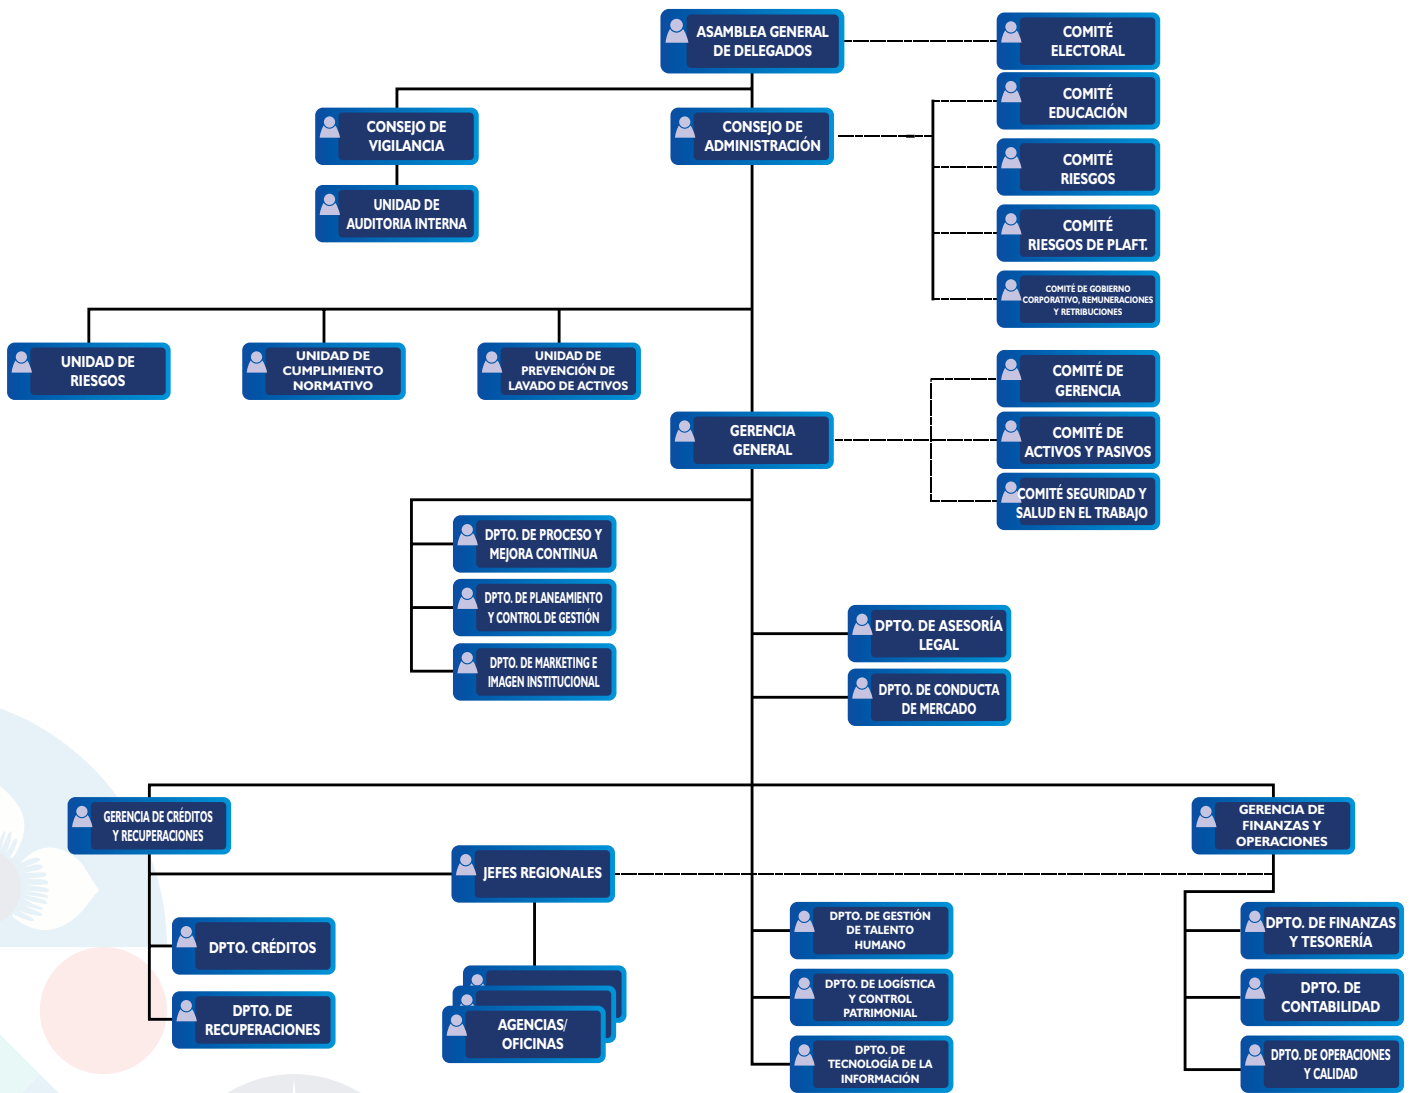 ASAMBLEA GENERAL
DE DELEGADOS
COMITÉ
ELECTORAL
COMITÉ
EDUCACIÓN
CONSEJO DE
VIGILANCIA
CONSEJO DE
ADMINISTRACIÓN
COMITÉ
RIESGOS
UNIDAD DE
AUDITORIA INTERNA
COMITÉ
RIESGOS DE PLAFT.
COMITÉ DE GOBIERNO
CORPORATIVO, REMUNERACIONES
Y RETRIBUCIONES
UNIDAD DE
RIESGOS
UNIDAD DE
CUMPLIMIENTO
NORMATIVO
UNIDAD DE
PREVENCIÓN DE
LAVADO DE ACTIVOS
COMITÉ DE
GERENCIA
GERENCIA
GENERAL
COMITÉ DE
ACTIVOS Y PASIVOS
COMITÉ SEGURIDAD Y
SALUD EN EL TRABAJO
DPTO. DE PROCESO Y
MEJORA CONTINUA
DPTO. DE PLANEAMIENTO
Y CONTROL DE GESTIÓN
DPTO. DE MARKETING E
IMAGEN INSTITUCIONAL
DPTO. DE ASESORÍA
LEGAL
DPTO. DE CONDUCTA
DE MERCADO
GERENCIA DE CRÉDITOS
Y RECUPERACIONES
GERENCIA DE
FINANZAS Y
OPERACIONES
JEFES REGIONALES
DPTO. CRÉDITOS
DPTO. DE
RECUPERACIONES
AGENCIAS/
OFICINAS
DPTO. DE GESTIÓN
DE TALENTO
HUMANO
DPTO. DE LOGÍSTICA
Y CONTROL
PATRIMONIAL
DPTO. DE
TECNOLOGÍA DE LA
INFORMACIÓN
DPTO. DE FINANZAS
Y TESORERÍA
DPTO. DE
CONTABILIDAD
DPTO. DE OPERACIONES
Y CALIDAD